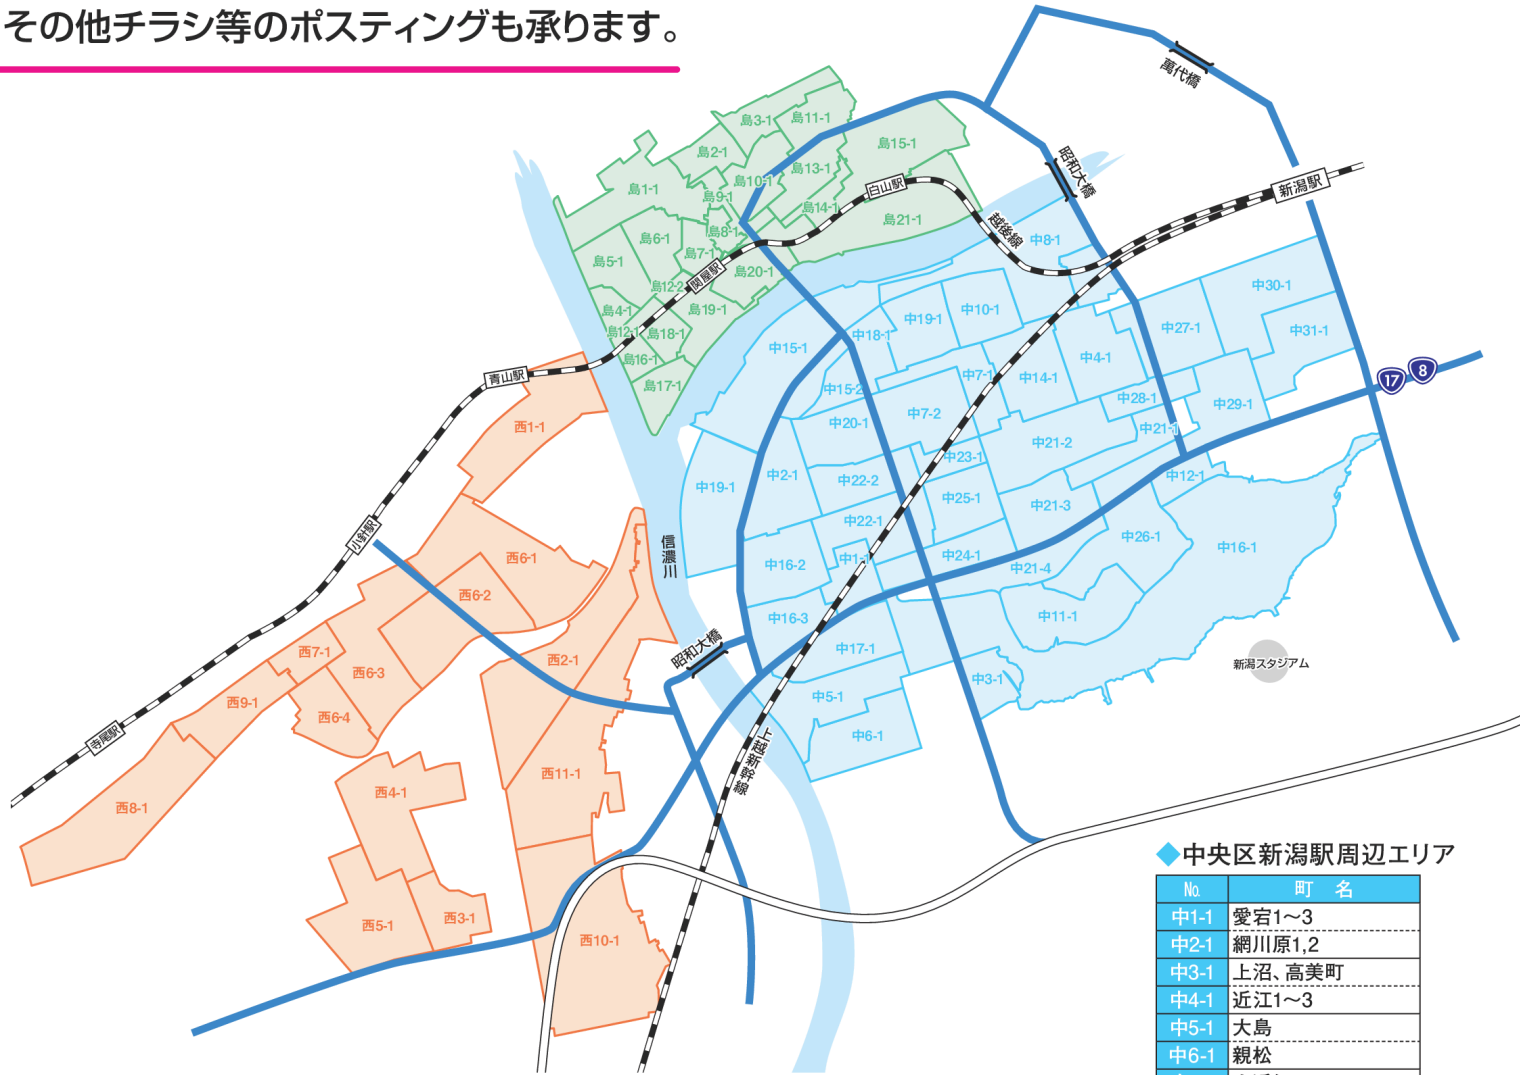 その他チラシ等のポスティングも承ります。
萬代橋
昭和大橋
新潟駅
白山駅
越後線
関屋駅
青山駅
小針駅
寺尾駅
信濃川
昭和大橋
上越新幹線
新潟スタジアム
17
8
島3-1
島11-1
島2-1
島15-1
島13-1
島10-1
島1-1
島9-1
島14-1
島21-1
島8-1
島6-1
島7-1
島5-1
島20-1
島12-2
島19-1
島4-1
島12-1
島18-1
島16-1
島17-1
中8-1
中30-1
中10-1
中19-1
中27-1
中31-1
中18-1
中15-1
中4-1
中7-1
中14-1
中15-2
中28-1
中29-1
中7-2
中20-1
中21-1
中21-2
中23-1
中2-1
中12-1
中22-2
中19-1
中25-1
中21-3
中22-1
中26-1
中16-1
中24-1
中1-1
中16-2
中21-4
中11-1
中16-3
中17-1
中3-1
中5-1
中6-1
西1-1
西6-1
西6-2
西7-1
西2-1
西6-3
西9-1
西6-4
西11-1
西4-1
西8-1
西3-1
西5-1
西10-1
◆中央区新潟駅周辺エリア
№ 町 名
中1-1 愛宕1～3
中2-1 網川原1,2
中3-1 上沼、高美町
中4-1 近江1～3
中5-1 大島
中6-1 親松